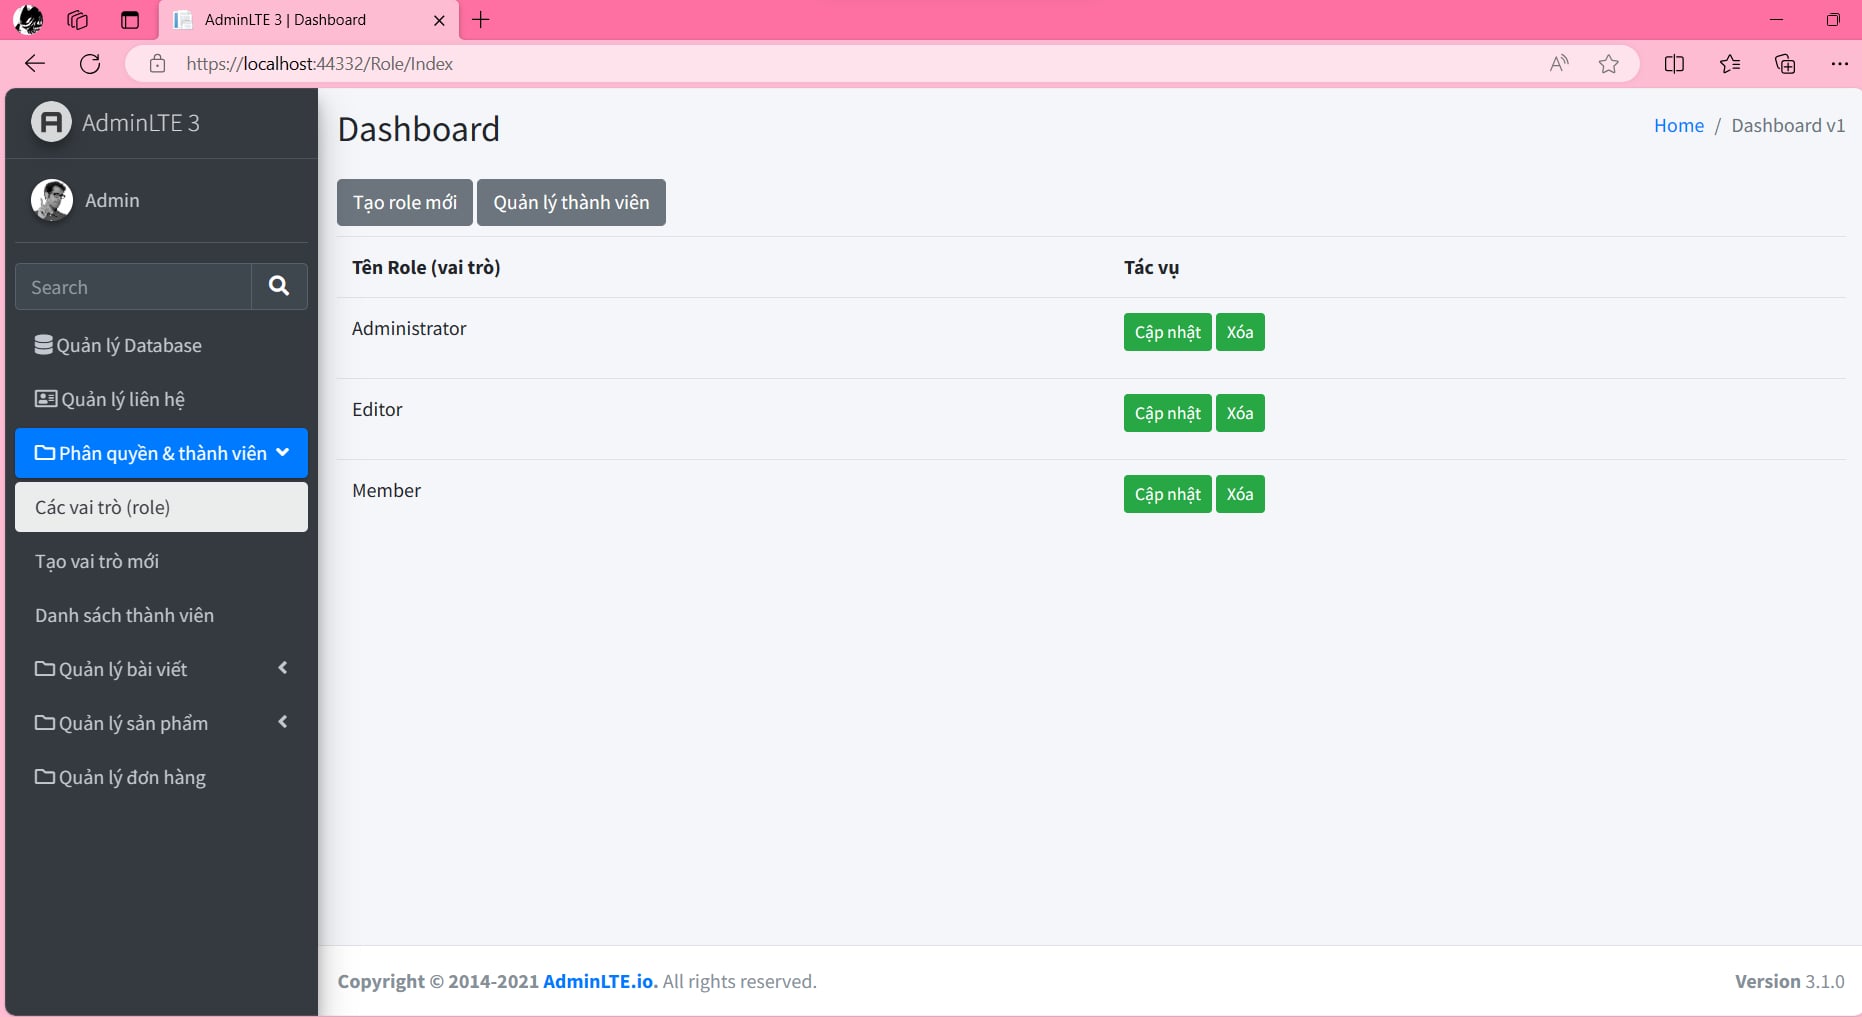 AdminLTE 3 | Dashboard
https://localhost:44332/Role/Index
AdminLTE 3
Admin
Search
Quản lý Database
Quản lý liên hệ
Phân quyền & thành viên
Các vai trò (role)
Tạo vai trò mới
Danh sách thành viên
Quản lý bài viết
Quản lý sản phẩm
Quản lý đơn hàng
Dashboard
Home / Dashboard v1
Tạo role mới Quản lý thành viên
Tên Role (vai trò) Tác vụ
Administrator Cập nhật Xóa
Editor Cập nhật Xóa
Member Cập nhật Xóa
Copyright © 2014-2021 AdminLTE.io. All rights reserved.
Version 3.1.0